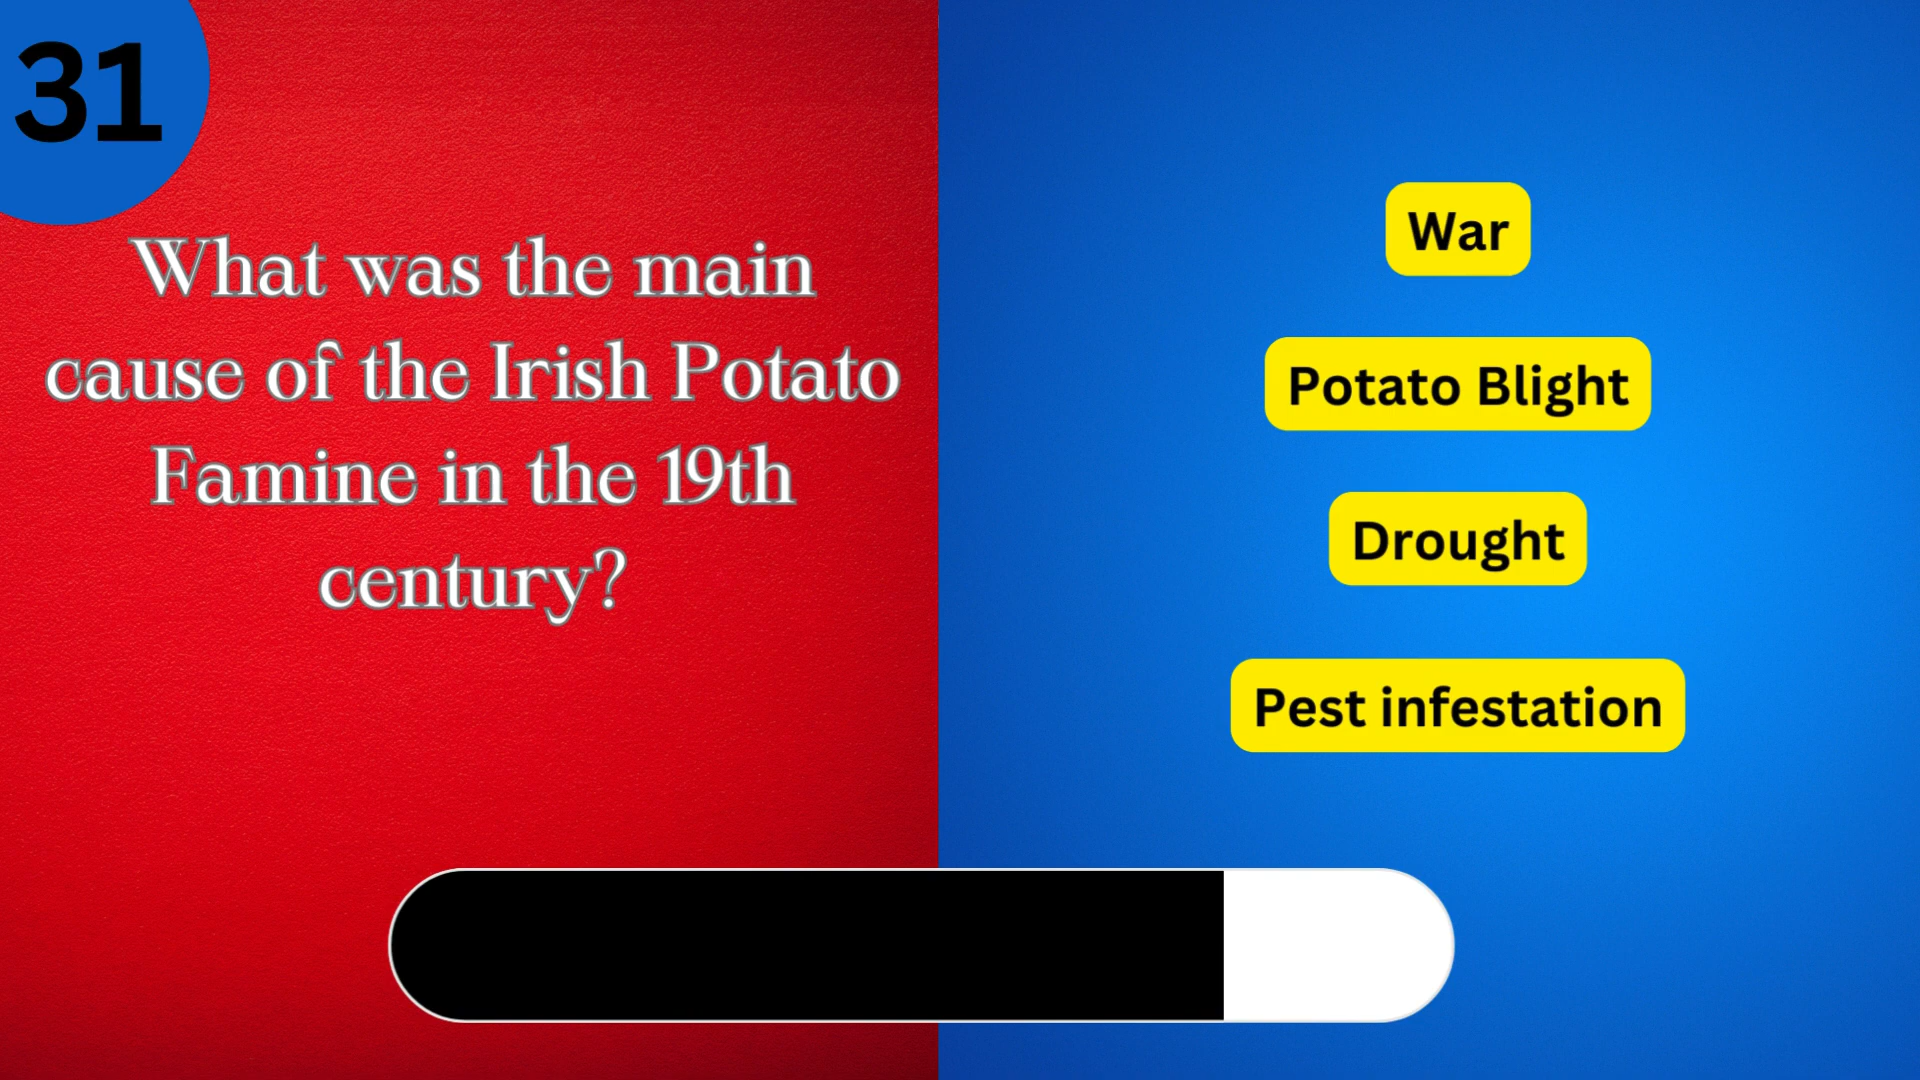 31
What was the main
cause of the Irish Potato
Famine in the 19th
century?
War
Potato Blight
Drought
Pest infestation